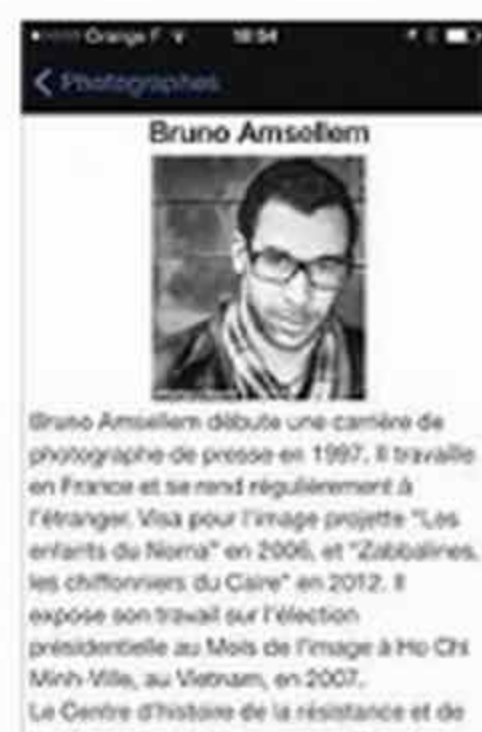 Orange F 18:54
Photographes
Bruno Amsellem
Bruno Amsellem débute une carrière de
photographe de presse en 1997. Il travaille
en France et se rend régulièrement à
l'étranger. Visa pour l'image projette "Los
enfants du Norna" en 2006, et "Zabbalines,
les chiffonniers du Caire" en 2012. Il
expose son travail sur l'élection
présidentielle au Mois de l'image à Ho Chi
Minh-Ville, au Vietnam, en 2007.
Le Centre d'histoire de la résistance et de